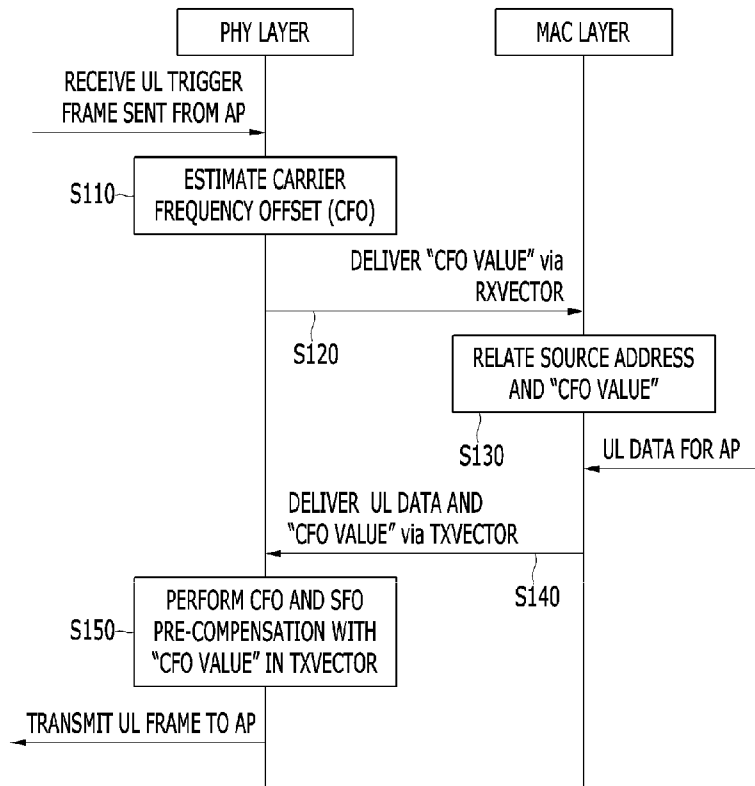 PHY LAYER
MAC LAYER
RECEIVE UL TRIGGER
FRAME SENT FROM AP
S110
ESTIMATE CARRIER
FREQUENCY OFFSET (CFO)
DELIVER “CFO VALUE” via
RXVECTOR
S120
RELATE SOURCE ADDRESS
AND “CFO VALUE”
S130
UL DATA FOR AP
DELIVER UL DATA AND
“CFO VALUE” via TXVECTOR
S140
S150
PERFORM CFO AND SFO
PRE-COMPENSATION WITH
“CFO VALUE” IN TXVECTOR
TRANSMIT UL FRAME TO AP